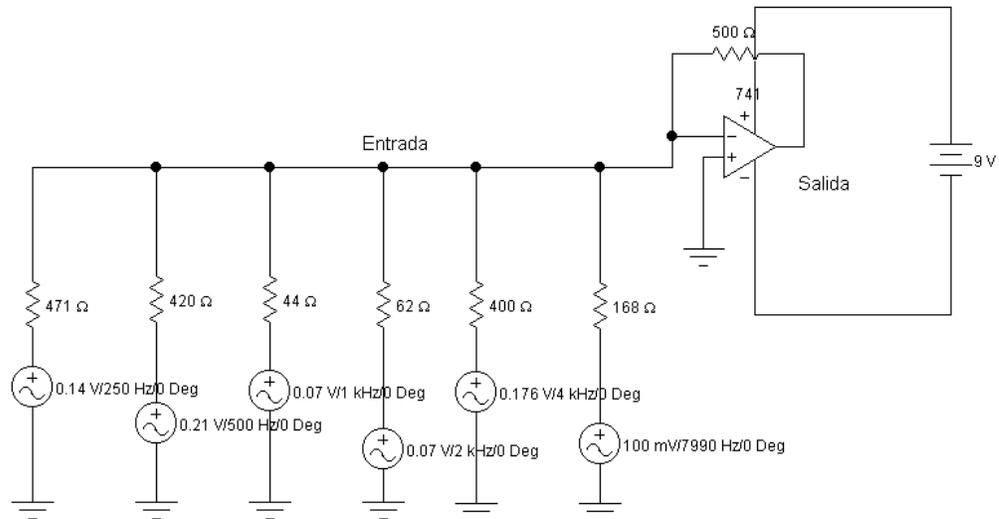 500 Ω
741
+
−
+
−
Entrada
Salida
9 V
471 Ω
420 Ω
44 Ω
62 Ω
400 Ω
168 Ω
0.14 V/250 Hz/0 Deg
0.21 V/500 Hz/0 Deg
0.07 V/1 kHz/0 Deg
0.07 V/2 kHz/0 Deg
0.176 V/4 kHz/0 Deg
100 mV/7990 Hz/0 Deg